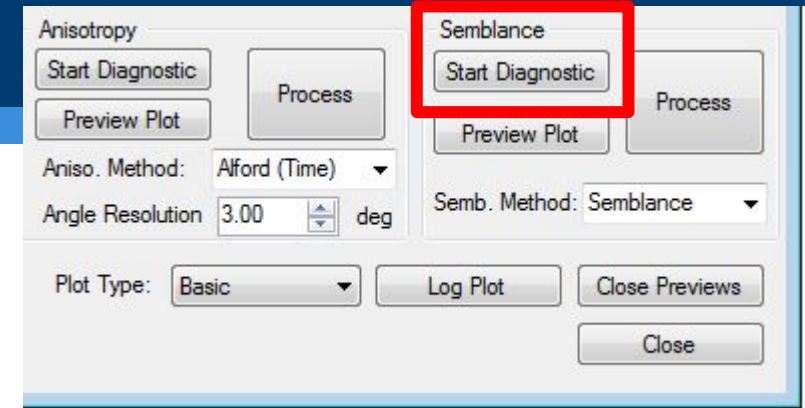 Anisotropy
Start Diagnostic
Process
Preview Plot
Aniso. Method: Alford (Time)
Angle Resolution 3.00 deg
Semblance
Start Diagnostic
Process
Preview Plot
Semb. Method: Semblance
Plot Type: Basic Log Plot Close Previews
Close